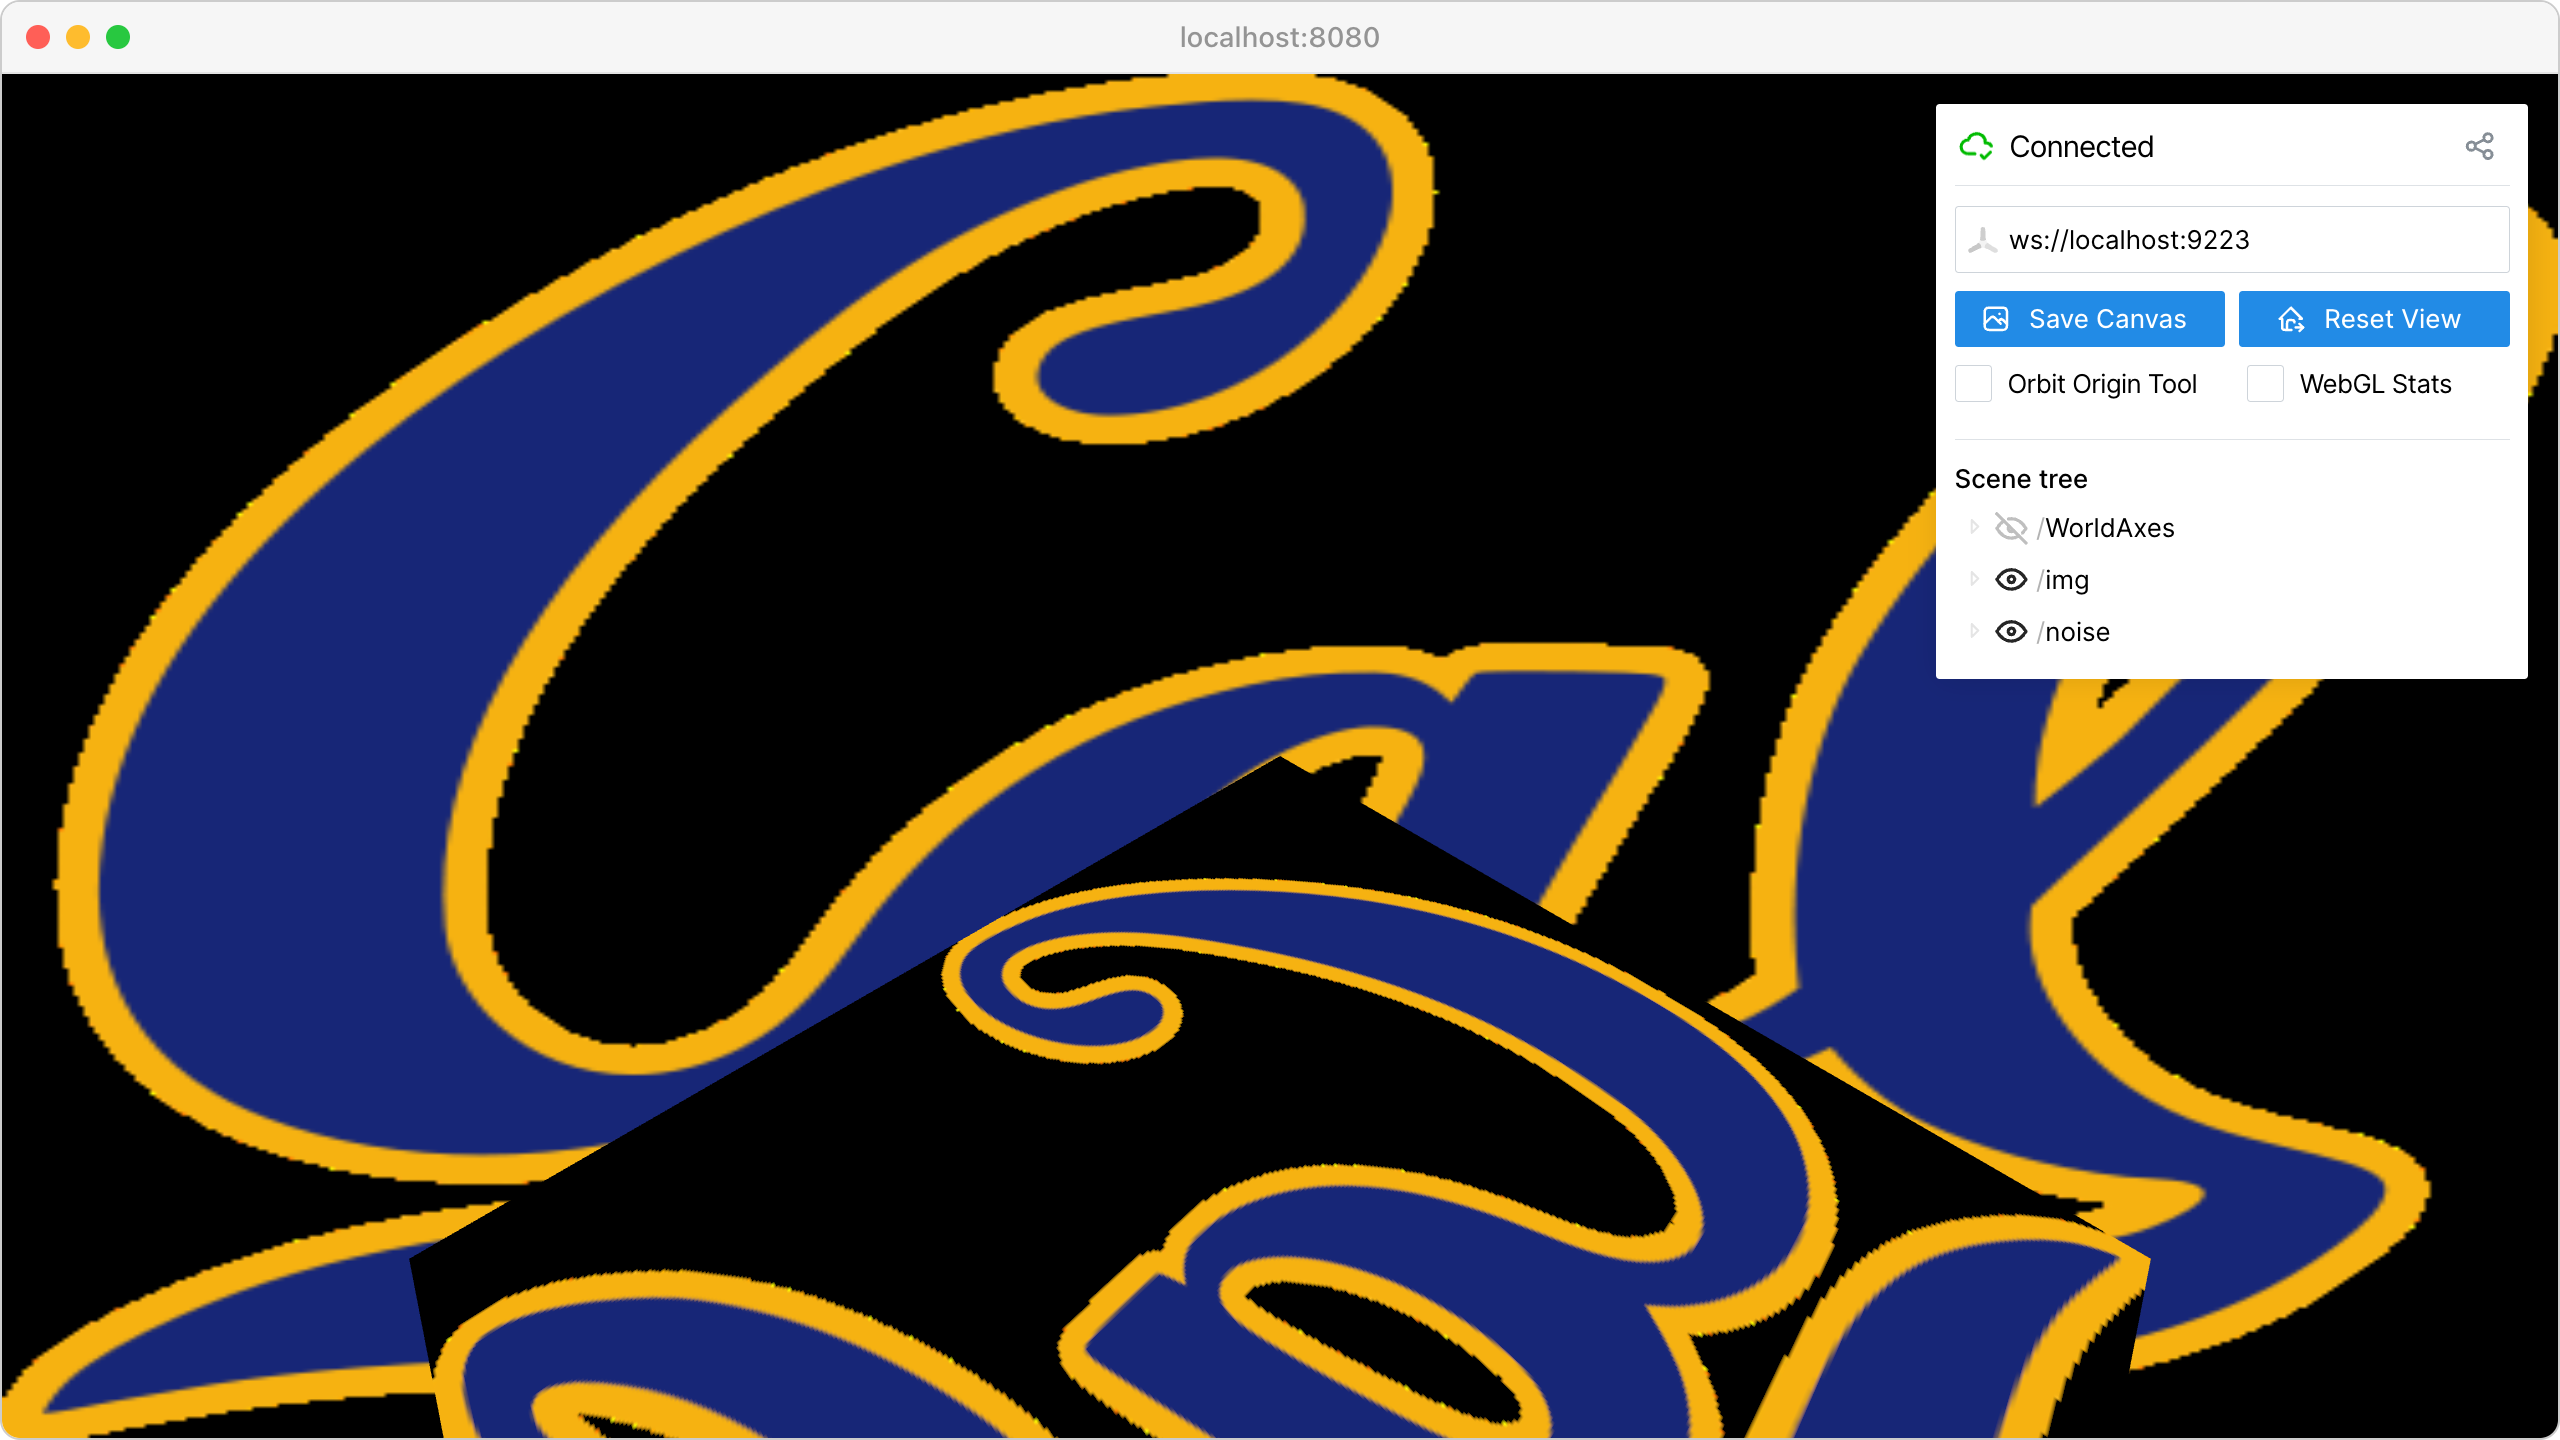 localhost:8080
Connected
ws://localhost:9223
Save Canvas
Reset View
Orbit Origin Tool
WebGL Stats
Scene tree
/WorldAxes
/img
/noise